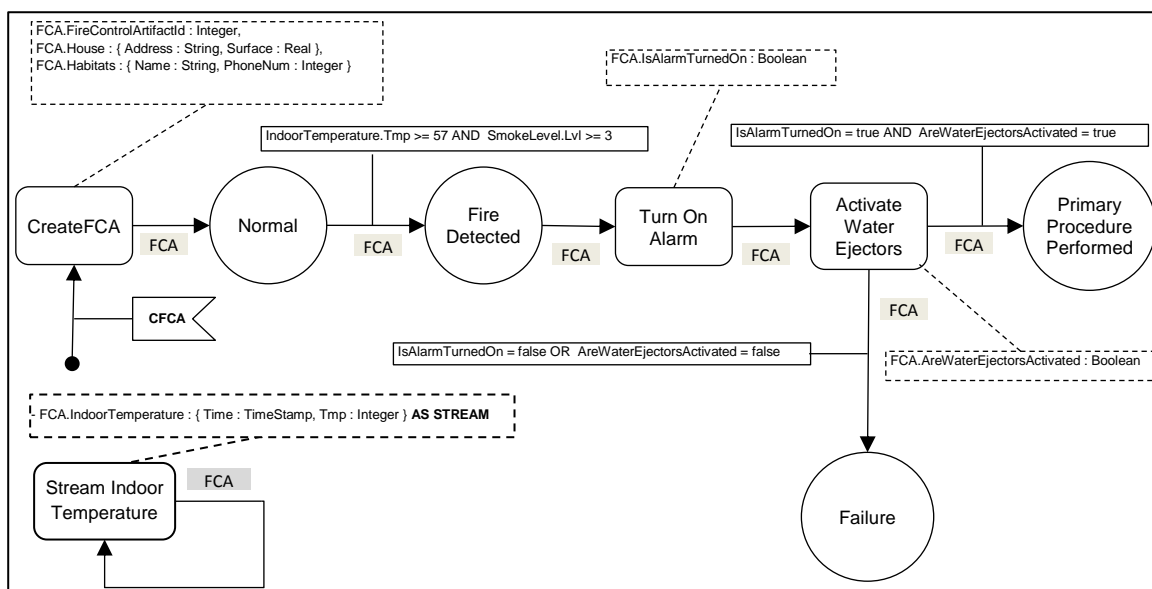 FCA.FireControlArtifactId : Integer,
FCA.House : { Address : String, Surface : Real },
FCA.Habitats : { Name : String, PhoneNum : Integer }
FCA.IsAlarmTurnedOn : Boolean
IndoorTemperature.Tmp >= 57 AND SmokeLevel.Lvl >= 3
IsAlarmTurnedOn = true AND AreWaterEjectorsActivated = true
CreateFCA
FCA
Normal
FCA
Fire
Detected
FCA
Turn On
Alarm
FCA
Activate
Water
Ejectors
FCA
Primary
Procedure
Performed
FCA
CFCA
IsAlarmTurnedOn = false OR AreWaterEjectorsActivated = false
FCA.AreWaterEjectorsActivated : Boolean
- FCA.IndoorTemperature : { Time : TimeStamp, Tmp : Integer } AS STREAM
Stream Indoor
Temperature
FCA
Failure